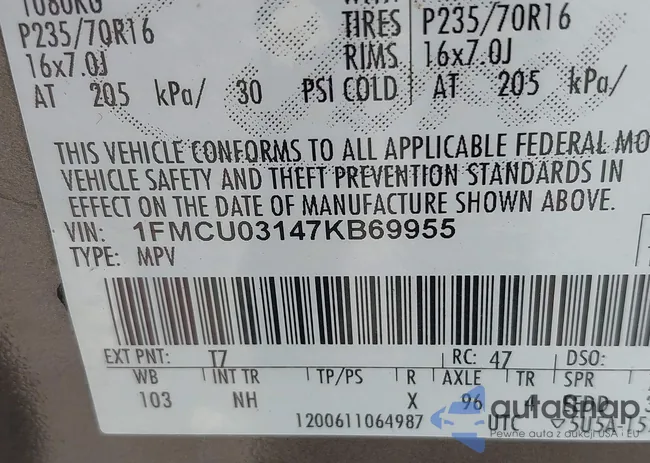 1080KG
P235/70R16 TIRES P235/70R16
16x7.0J RIMS 16x7.0J
AT 205 kPa/ 30 PSI COLD AT 205 kPa/
THIS VEHICLE CONFORMS TO ALL APPLICABLE FEDERAL MO
VEHICLE SAFETY AND THEFT PREVENTION STANDARDS IN
EFFECT ON THE DATE OF MANUFACTURE SHOWN ABOVE.
VIN: 1FMCU03147KB69955
TYPE: MPV
EXT PNT: T7 RC: 47 DSO:
WB INT TR TP/PS R AXLE TR SPR
103 NH X 96 4
1200611064987 UTC
autaSnap
Pewne auta z aukcji USA i EU